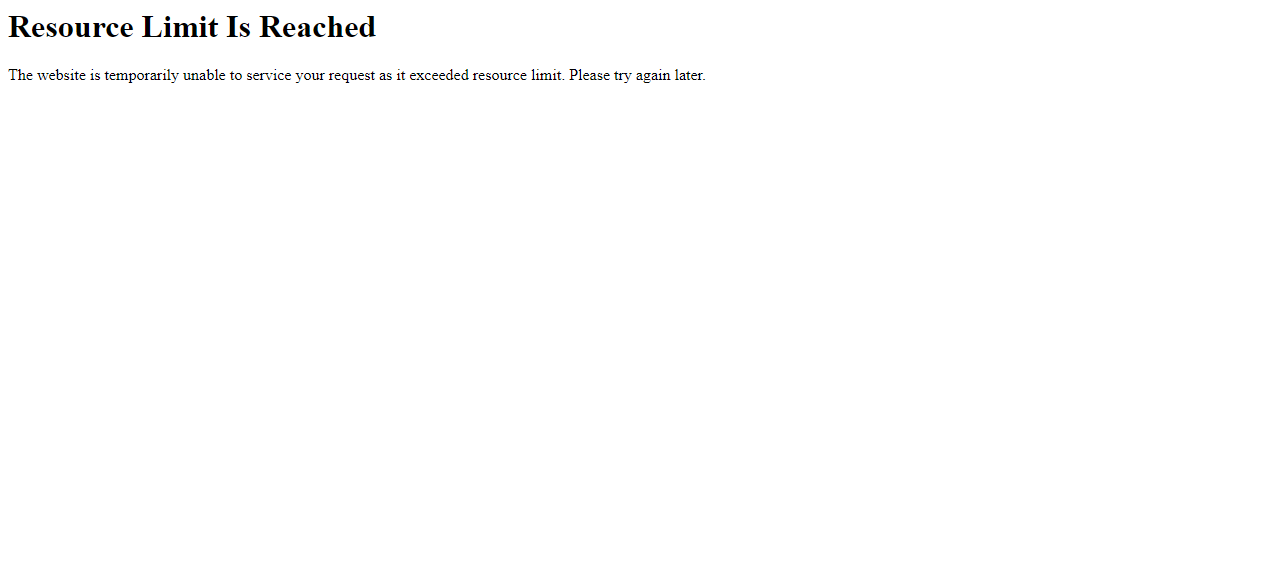 Resource Limit Is Reached
The website is temporarily unable to service your request as it exceeded resource limit. Please try again later.